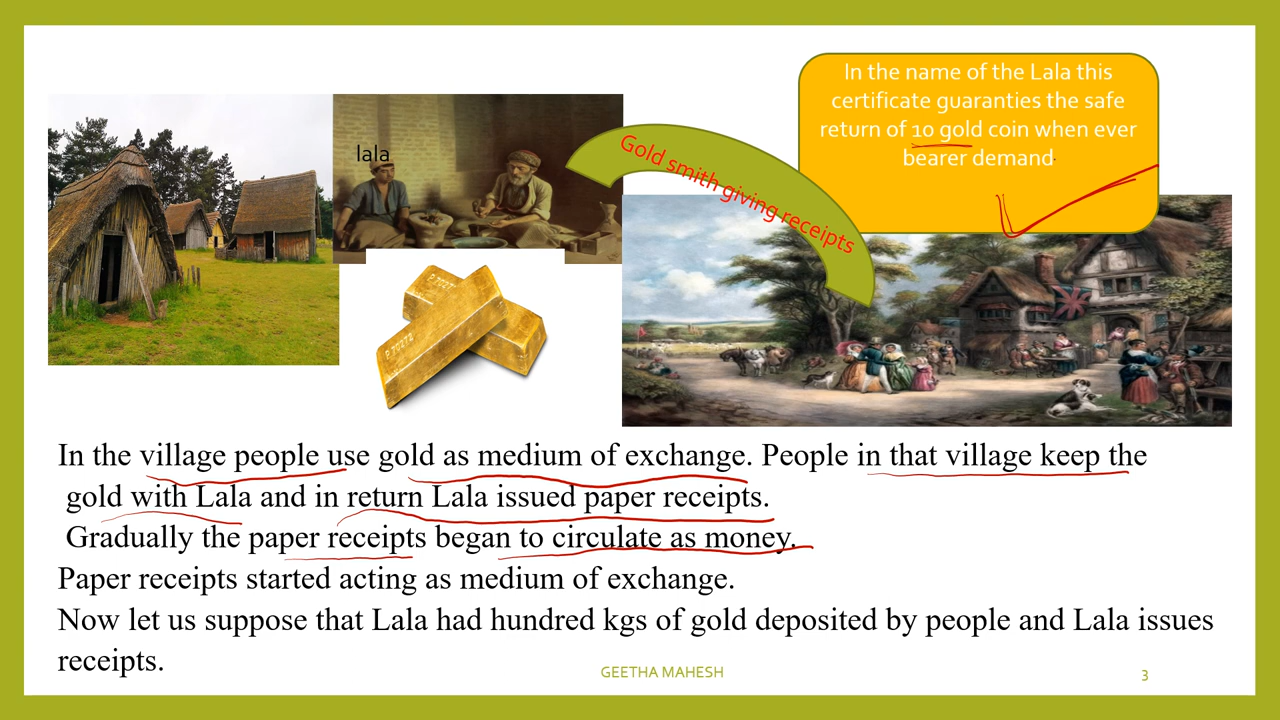 In the name of the Lala this
certificate guaranties the safe
return of 10 gold coin when ever
bearer demand
lala
Gold smith giving receipts
In the village people use gold as medium of exchange. People in that village keep the
gold with Lala and in return Lala issued paper receipts.
Gradually the paper receipts began to circulate as money.
Paper receipts started acting as medium of exchange.
Now let us suppose that Lala had hundred kgs of gold deposited by people and Lala issues
receipts.
GEETHA MAHESH
3